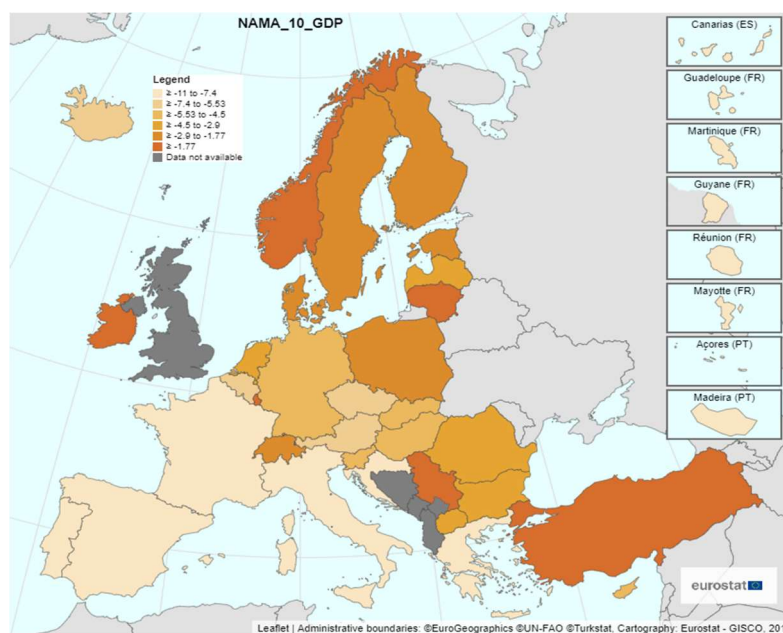 NAMA_10_GDP
Legend
≥ -11 to -7.4
≥ -7.4 to -5.53
≥ -5.53 to -4.5
≥ -4.5 to -2.9
≥ -2.9 to -1.77
≥ -1.77
Data not available
Canarias (ES)
Guadeloupe (FR)
Martinique (FR)
Guyane (FR)
Réunion (FR)
Mayotte (FR)
Açores (PT)
Madeira (PT)
eurostat
Leaflet | Administrative boundaries: ©EuroGeographics ©UN-FAO ©Turkstat, Cartography: Eurostat - GISCO, 20